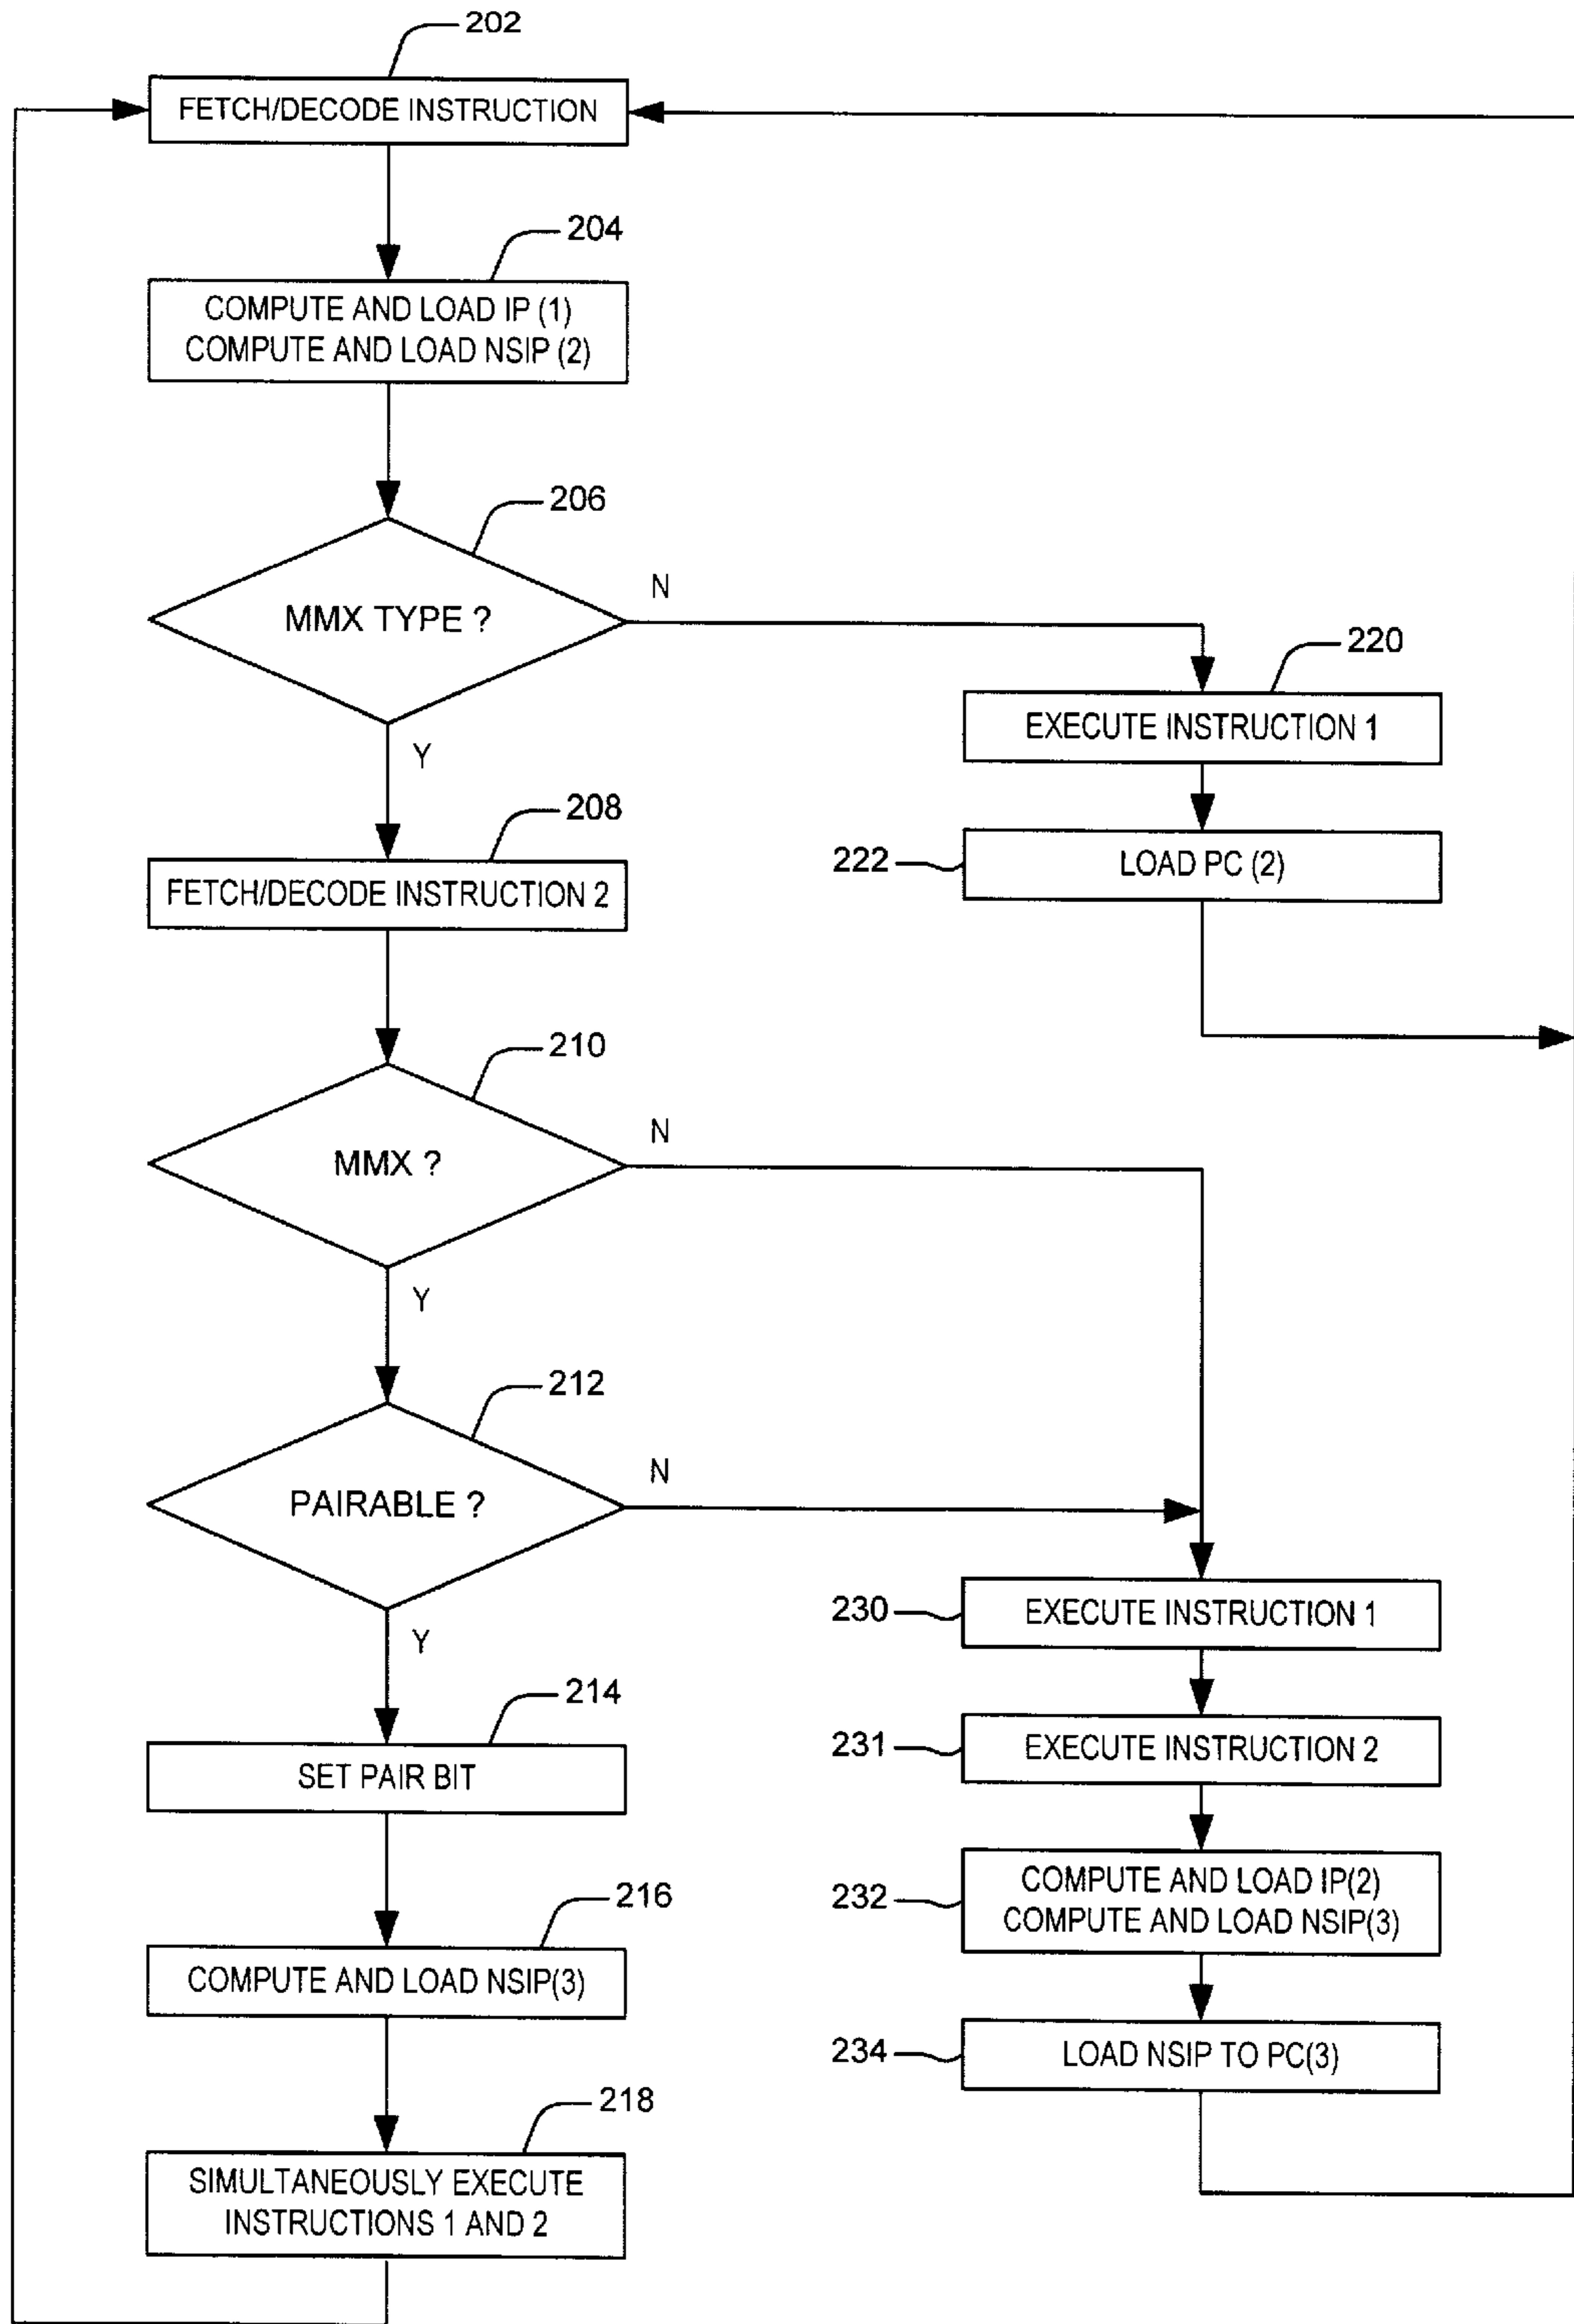 202
FETCH/DECODE INSTRUCTION
204
COMPUTE AND LOAD IP (1)
COMPUTE AND LOAD NSIP (2)
206
MMX TYPE ?
N
Y
220
EXECUTE INSTRUCTION 1
222
LOAD PC (2)
208
FETCH/DECODE INSTRUCTION 2
210
MMX ?
N
Y
212
PAIRABLE ?
N
Y
214
SET PAIR BIT
216
COMPUTE AND LOAD NSIP(3)
218
SIMULTANEOUSLY EXECUTE
INSTRUCTIONS 1 AND 2
230
EXECUTE INSTRUCTION 1
231
EXECUTE INSTRUCTION 2
232
COMPUTE AND LOAD IP(2)
COMPUTE AND LOAD NSIP(3)
234
LOAD NSIP TO PC(3)